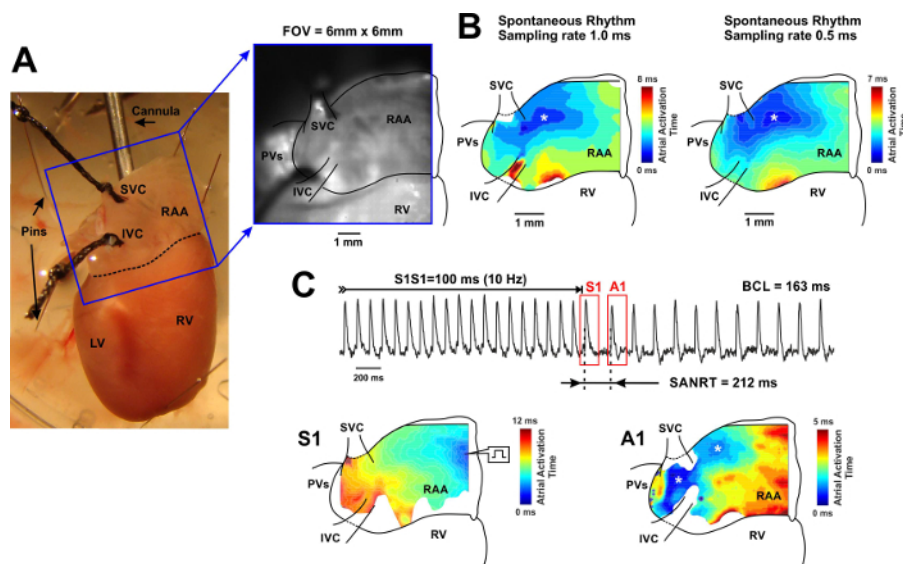 A
FOV = 6mm x 6mm
Cannula
SVC
RAA
IVC
Pins
RV
LV
SVC
RAA
PVs
IVC
RV
1 mm
B
Spontaneous Rhythm
Sampling rate 1.0 ms
8 ms
Atrial Activation
Time
0 ms
SVC
PVs
*
RAA
IVC
RV
1 mm
Spontaneous Rhythm
Sampling rate 0.5 ms
7 ms
Atrial Activation
Time
0 ms
SVC
PVs
*
RAA
IVC
RV
1 mm
C
S1S1=100 ms (10 Hz)
S1
A1
BCL = 163 ms
200 ms
SANRT = 212 ms
S1
SVC
PVs
RAA
IVC
RV
12 ms
Atrial Activation
Time
0 ms
A1
SVC
PVs
*
*
RAA
IVC
RV
5 ms
Atrial Activation
Time
0 ms